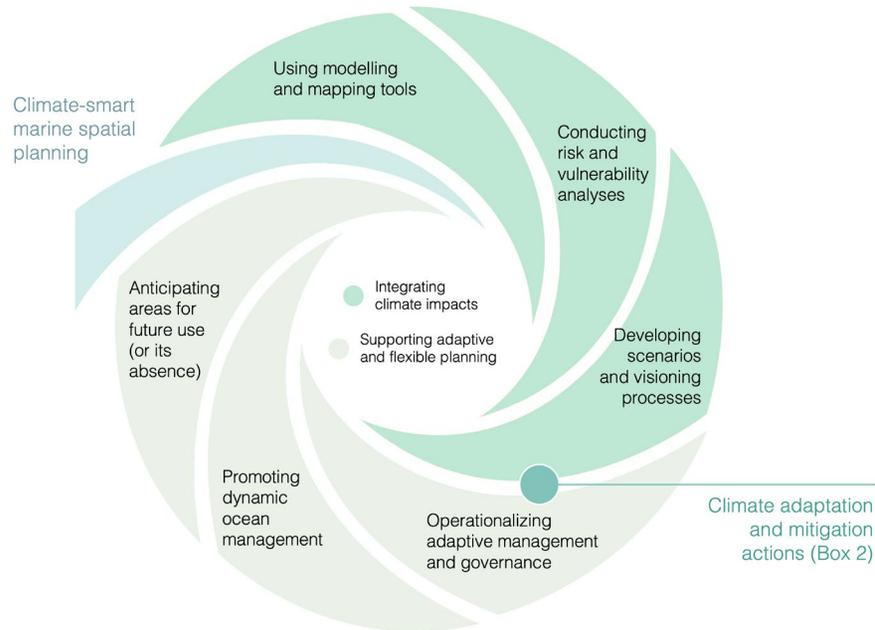 Climate-smart
marine spatial
planning
Using modelling
and mapping tools
Conducting
risk and
vulnerability
analyses
Developing
scenarios
and visioning
processes
Climate adaptation
and mitigation
actions (Box 2)
Operationalizing
adaptive management
and governance
Promoting
dynamic
ocean
management
Anticipating
areas for
future use
(or its
absence)
Integrating
climate impacts
Supporting adaptive
and flexible planning